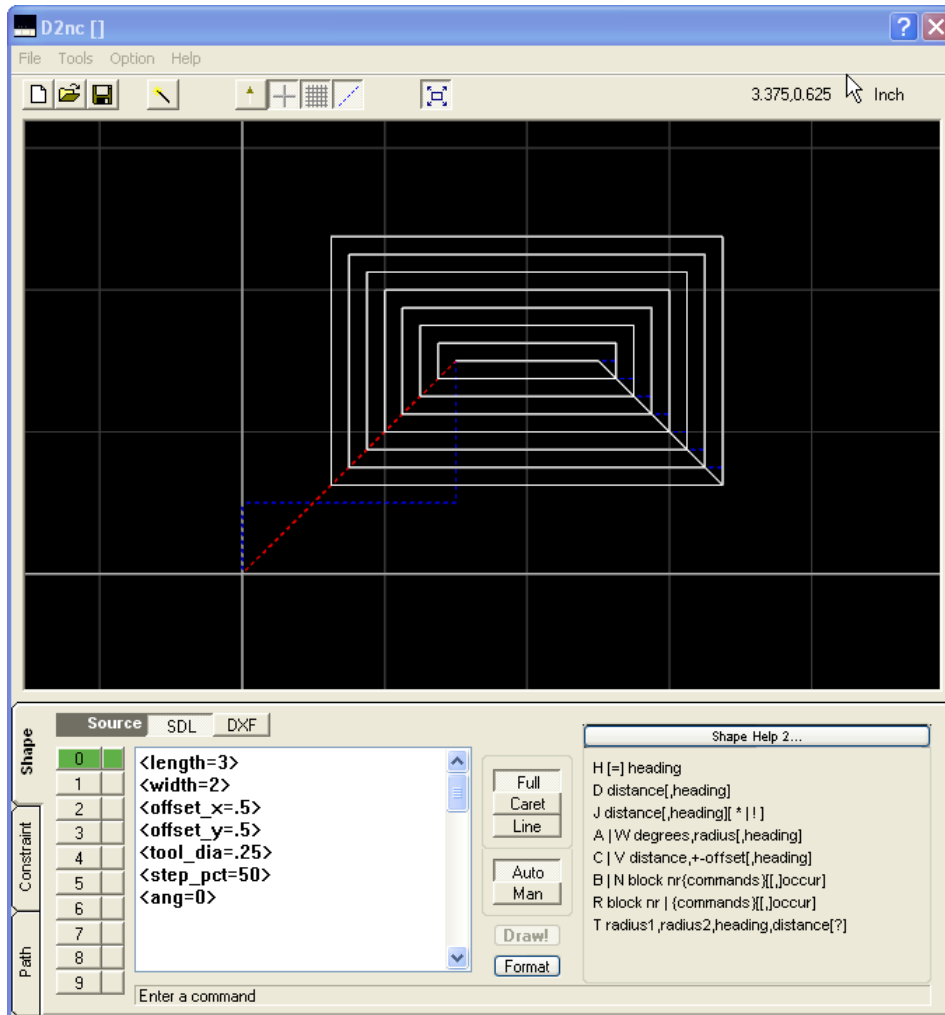 D2nc []
File Tools Option Help
3.375,0.625 Inch
Shape
Constraint
Path
Source SDL DXF
0
1
2
3
4
5
6
7
8
9
<length=3>
<width=2>
<offset_x=.5>
<offset_y=.5>
<tool_dia=.25>
<step_pct=50>
<ang=0>
Enter a command
Full
Caret
Line
Auto
Man
Draw!
Format
Shape Help 2...
H [=] heading
D distance[,heading]
J distance[,heading][ * | ! ]
A | W degrees,radius[,heading]
C | V distance,+-offset[,heading]
B | N block nr{commands}[[,]occur]
R block nr | {commands}[[,]occur]
T radius1,radius2,heading,distance[?]